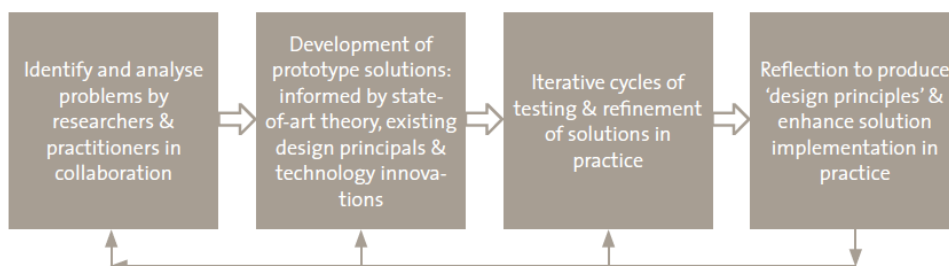 Identify and analyse
problems by
researchers &
practitioners in
collaboration
Development of
prototype solutions:
informed by state-
of-art theory, existing
design principals &
technology innova-
tions
Iterative cycles of
testing & refinement
of solutions in
practice
Reflection to produce
‘design principles’ &
enhance solution
implementation in
practice